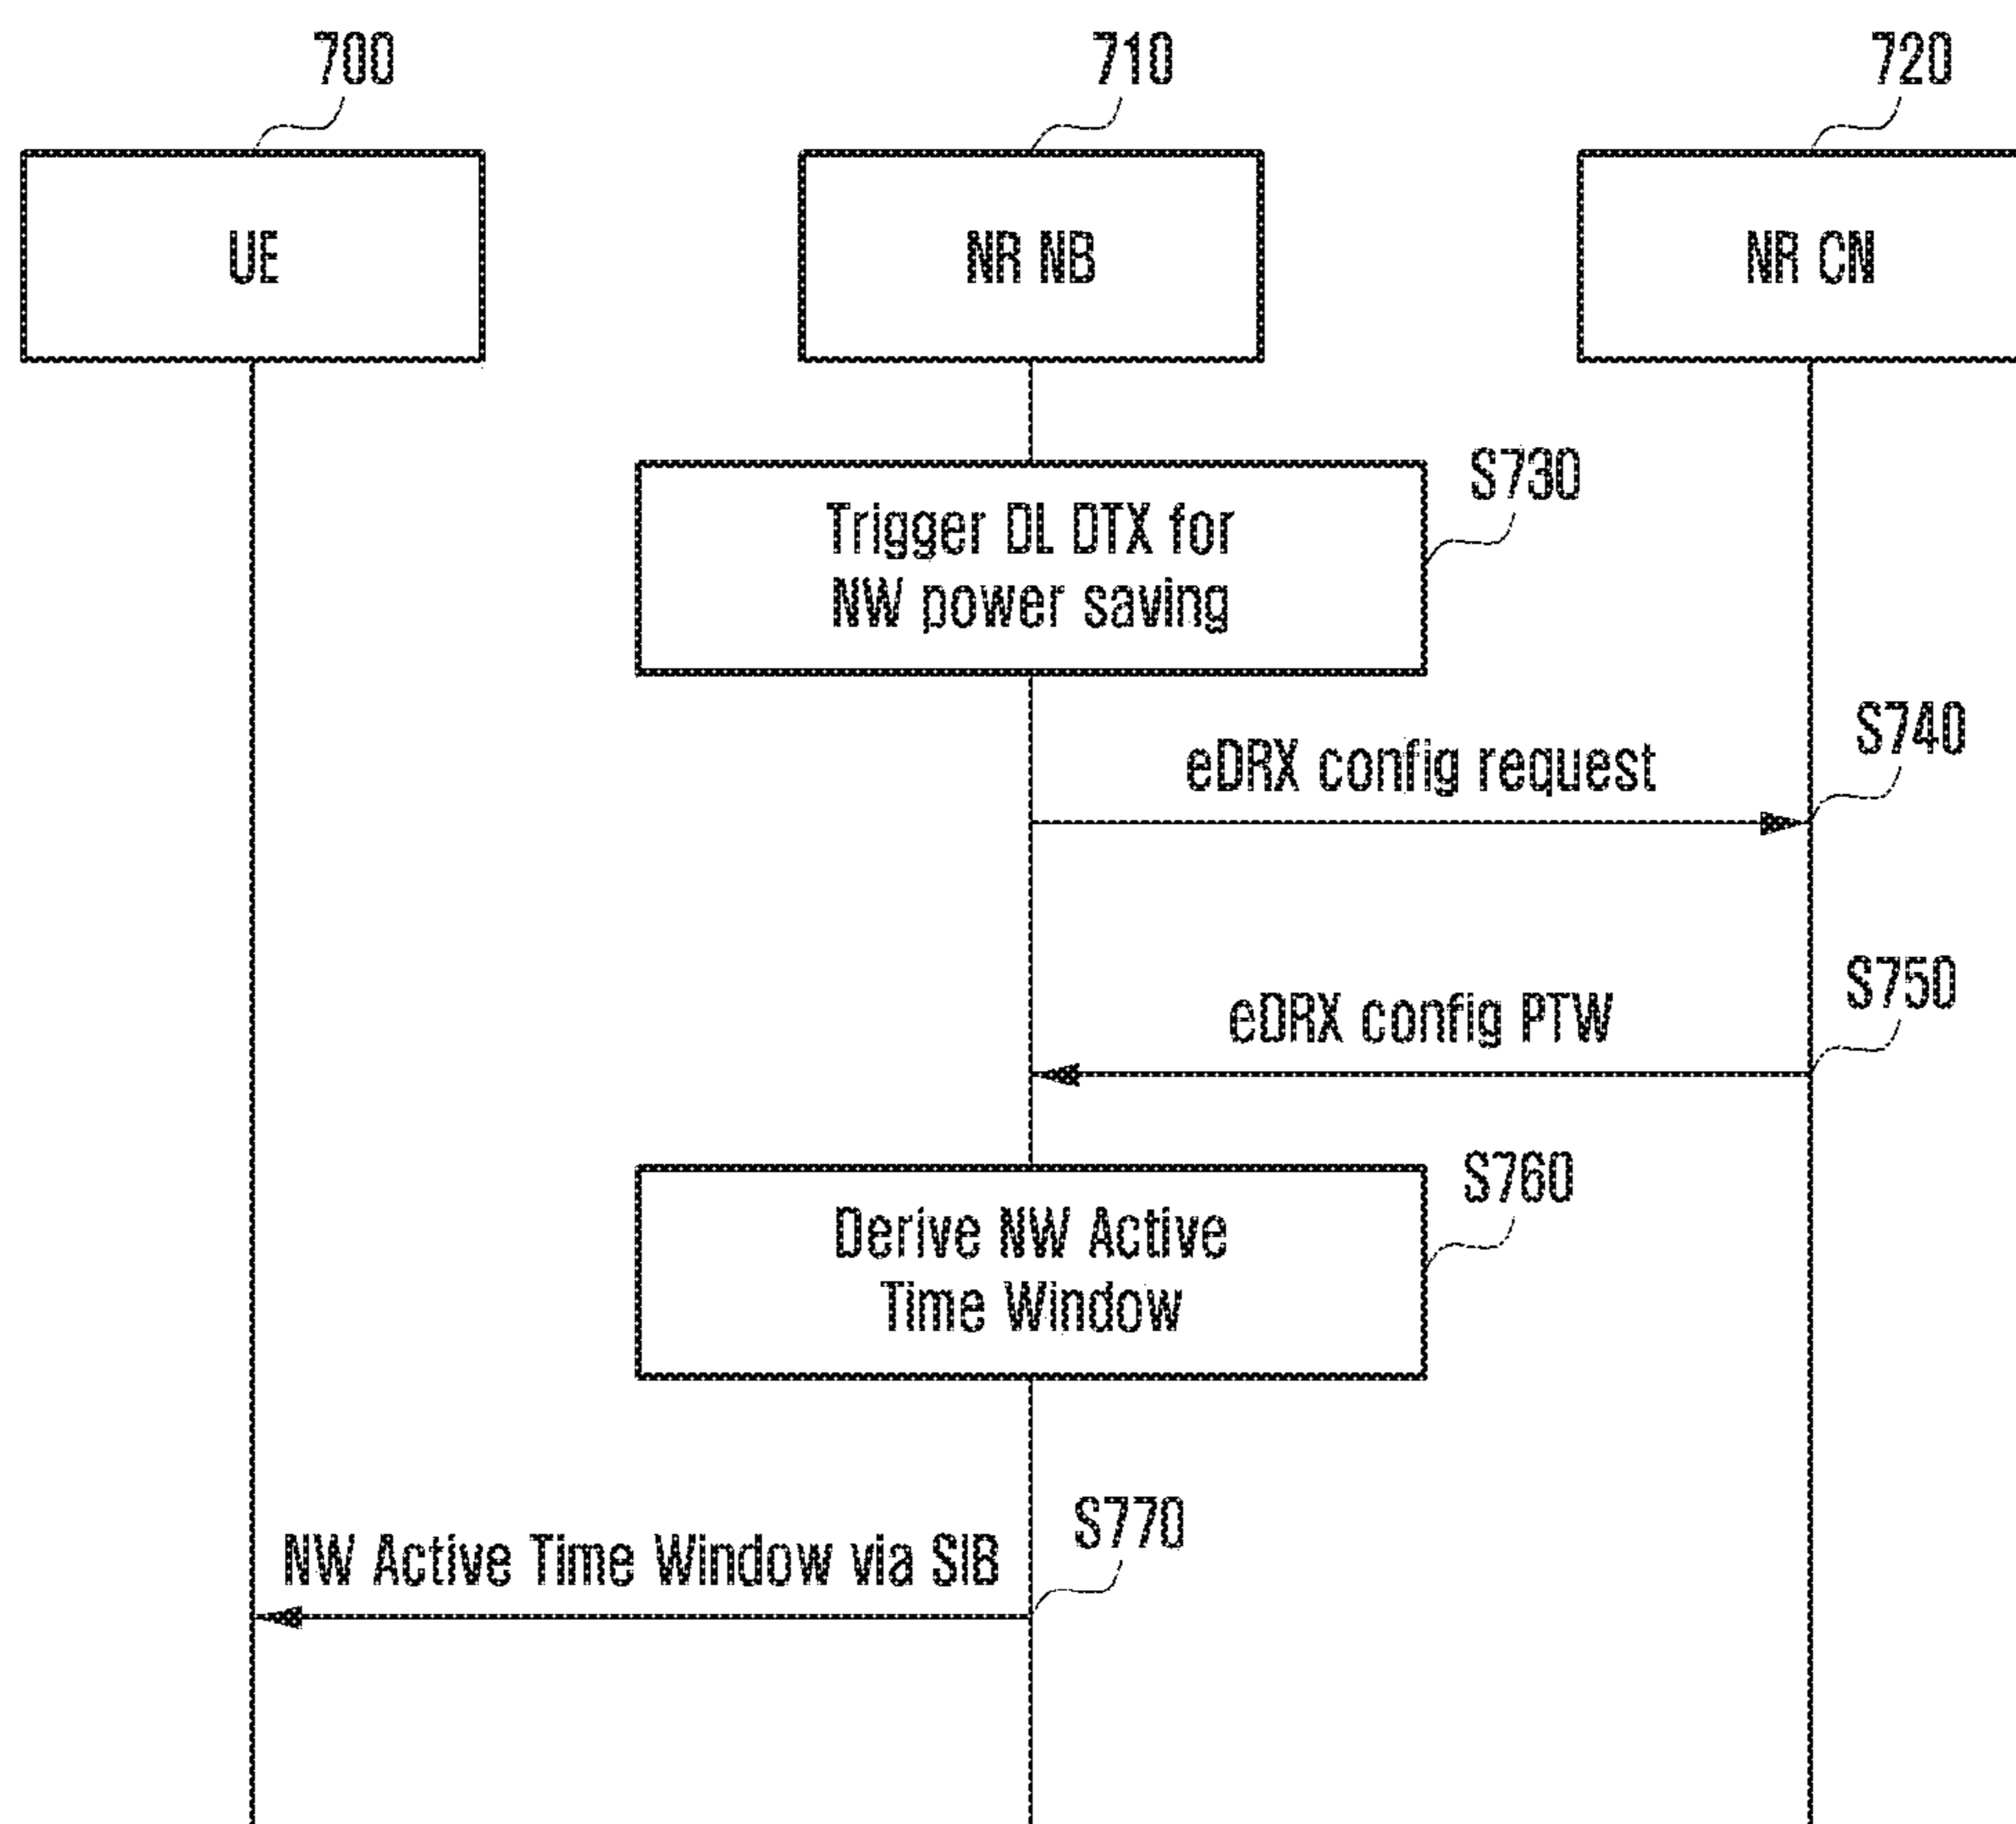 700
710
720
UE
NR NB
NR CN
S730
Trigger DL DTX for
NW power saving
S740
eDRX config request
S750
eDRX config PTW
S760
Derive NW Active
Time Window
S770
NW Active Time Window via SIB